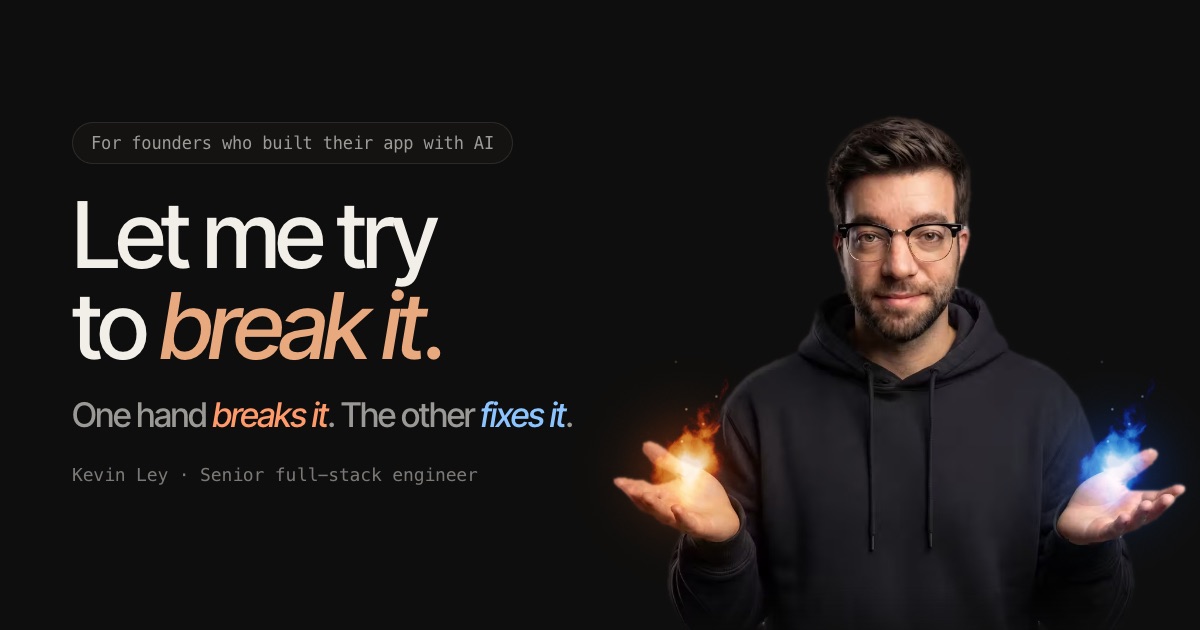 For founders who built their app with AI
Let me try
to break it.
One hand breaks it. The other fixes it.
Kevin Ley · Senior full-stack engineer